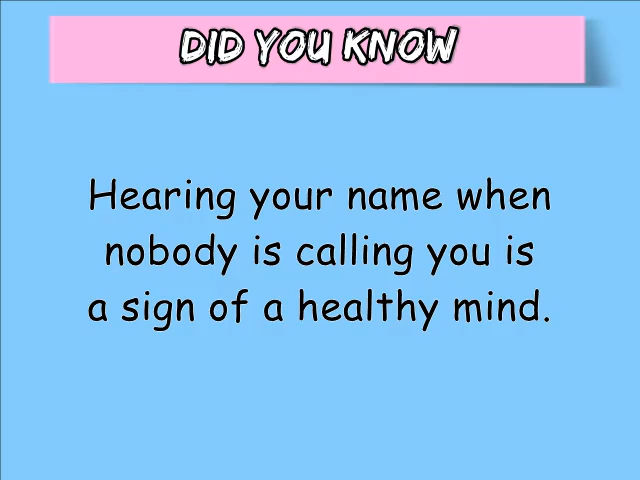 DID YOU KNOW
Hearing your name when
nobody is calling you is
a sign of a healthy mind.